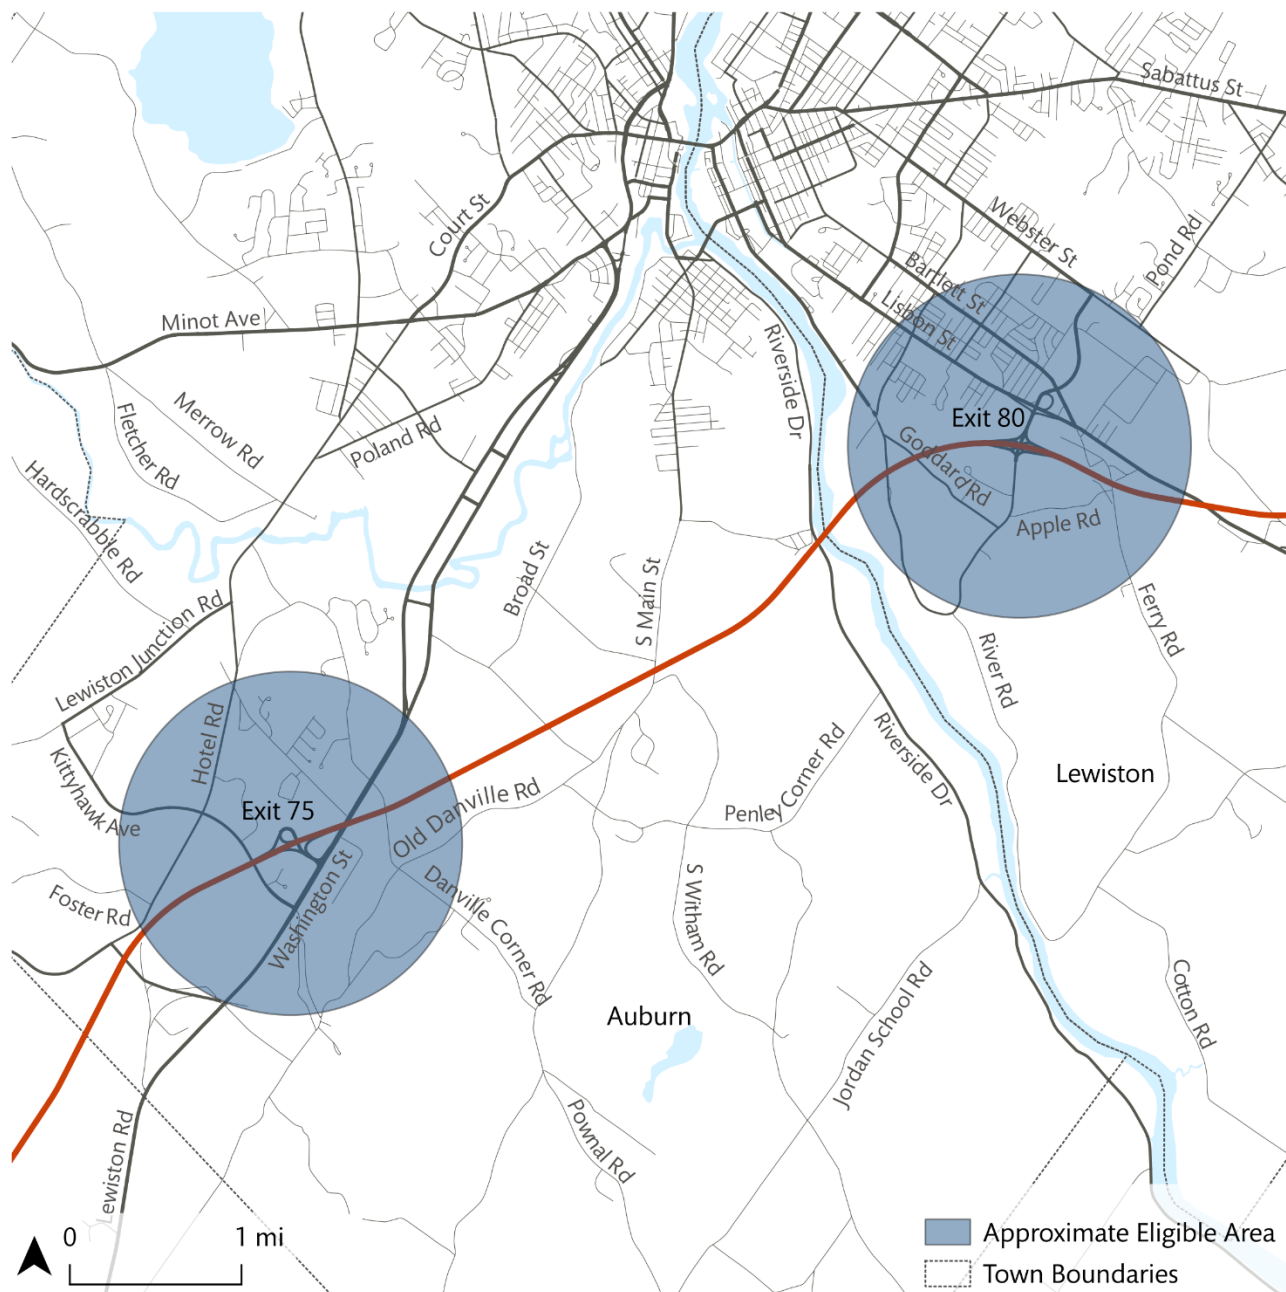 Sabattus St
Court St
Webster St
Pond Rd
Bartlett St
Lisbon St
Minot Ave
Riverside Dr
Merrow Rd
Fletcher Rd
Poland Rd
Exit 80
Goddard Rd
Hardscrabble Rd
Apple Rd
Broad St
S Main St
Ferry Rd
Lewiston Junction Rd
River Rd
Hotel Rd
Kittyhawk Ave
Riverside Dr
Lewiston
Exit 75
Old Danville Rd
Penley Corner Rd
Washington St
Danville Corner Rd
S Witham Rd
Foster Rd
Auburn
Jordan School Rd
Cotton Rd
Pownal Rd
Lewiston Rd
0 1 mi
Approximate Eligible Area
Town Boundaries